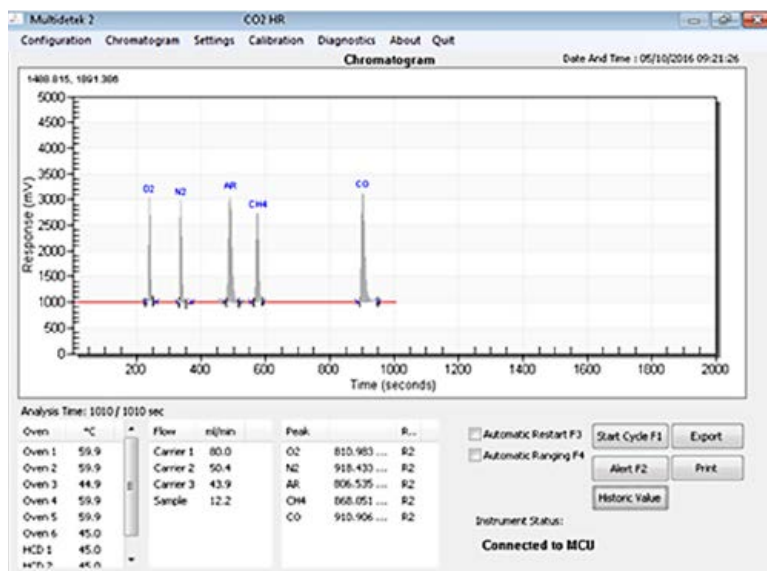 Multidetek 2 CO2 HR
Configuration Chromatogram Settings Calibration Diagnostics About Quit
Chromatogram Date And Time : 05/10/2016 09:21:26
1488.815, 1891.386
5000
4500
4000
3500
3000
2500
2000
1500
1000
500
0
Response (mV)
O2 N2 AR CH4 CO
200 400 600 800 1000 1200 1400 1600 1800 2000
Time (seconds)
Analysis Time: 1010 / 1010 sec
Oven °C Flow ml/min Peak R...
Oven 1 59.9 Carrier 1 80.0 O2 810.983 ... R2
Oven 2 59.9 Carrier 2 50.4 N2 918.433 ... R2
Oven 3 44.9 Carrier 3 43.9 AR 806.535 ... R2
Oven 4 59.9 Sample 12.2 CH4 868.051 ... R2
Oven 5 59.9 CO 910.906 ... R2
Oven 6 45.0
HCD 1 45.0
HCD 2 45.0
Automatic Restart F3 Start Cycle F1 Export
Automatic Ranging F4 Alert F2 Print
Historic Value
Instrument Status:
Connected to MCU